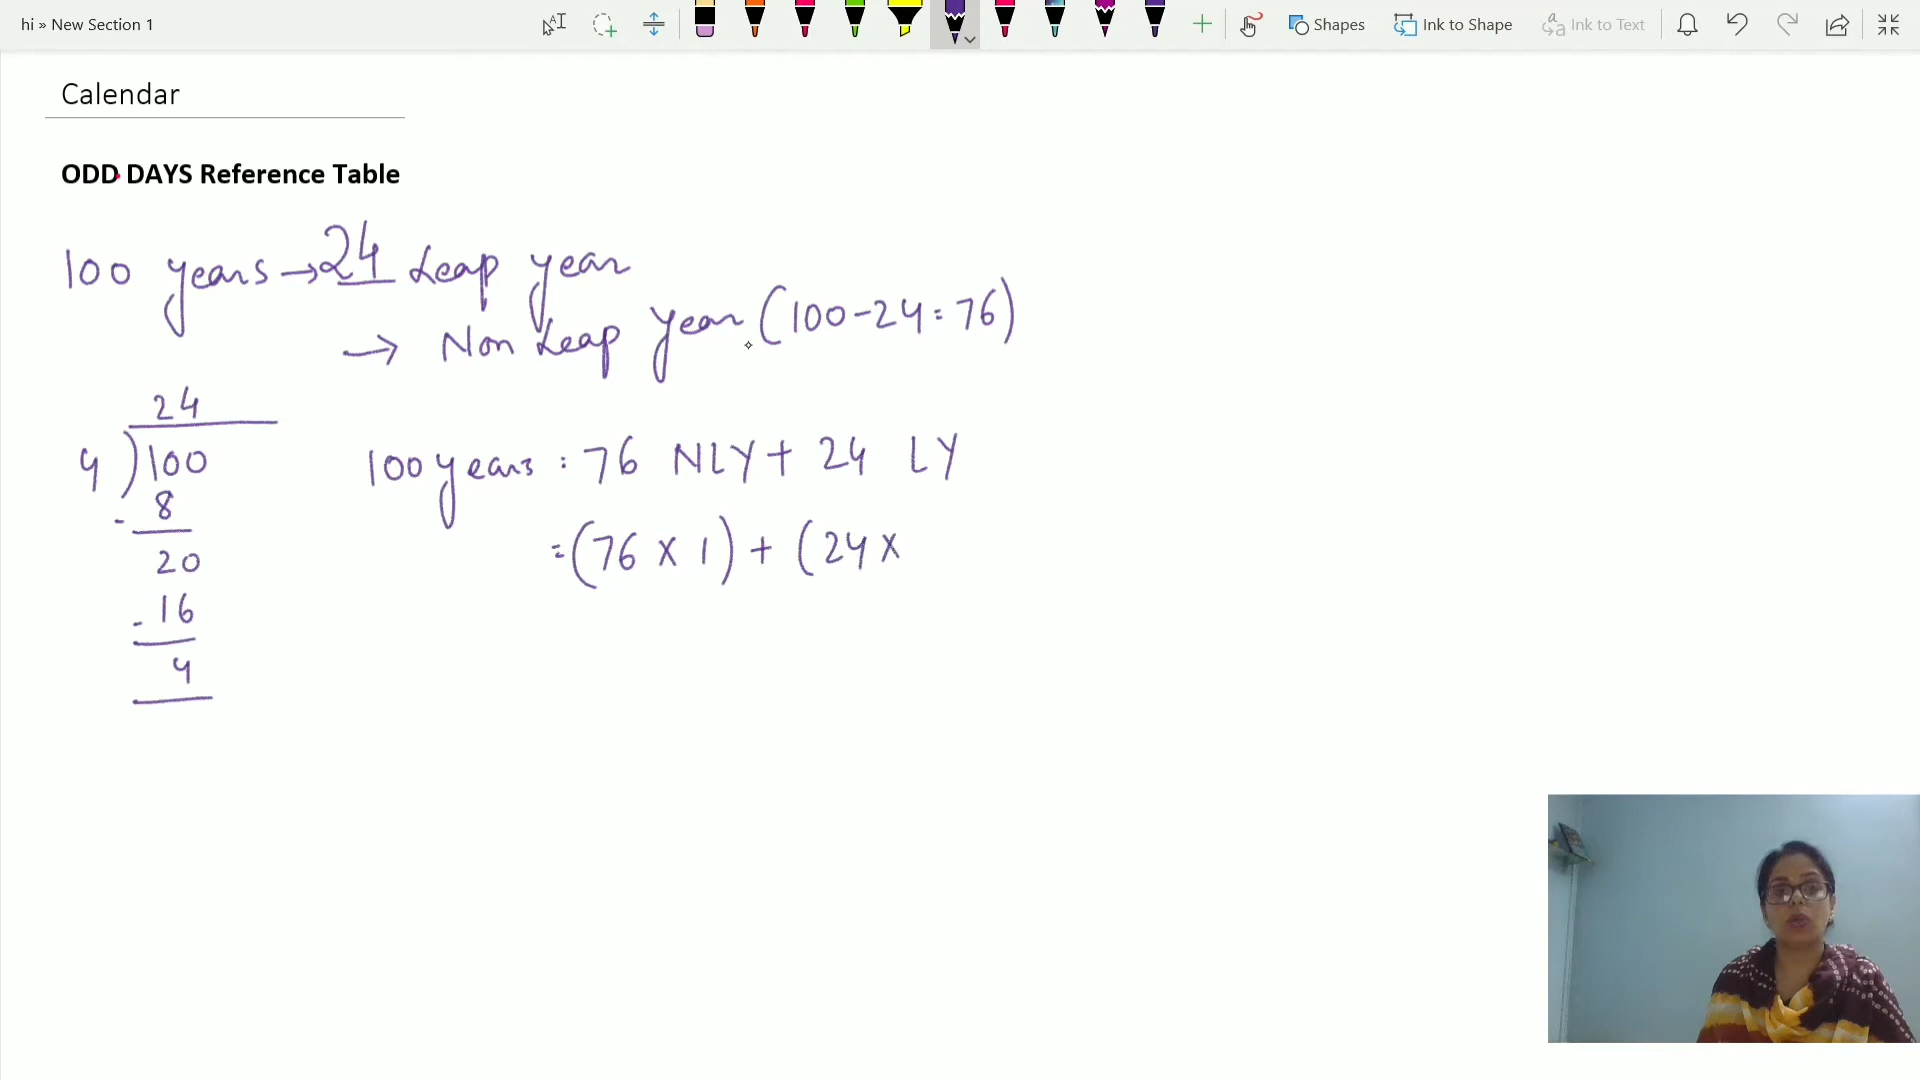 hi » New Section 1
Shapes
Ink to Shape
Ink to Text
Calendar
ODD DAYS Reference Table
100 years → 24 Leap year
→ Non Leap year (100-24=76)
24
4 ) 100
- 8
20
- 16
4
100 years : 76 NLY + 24 LY
= (76 × 1) + (24 ×